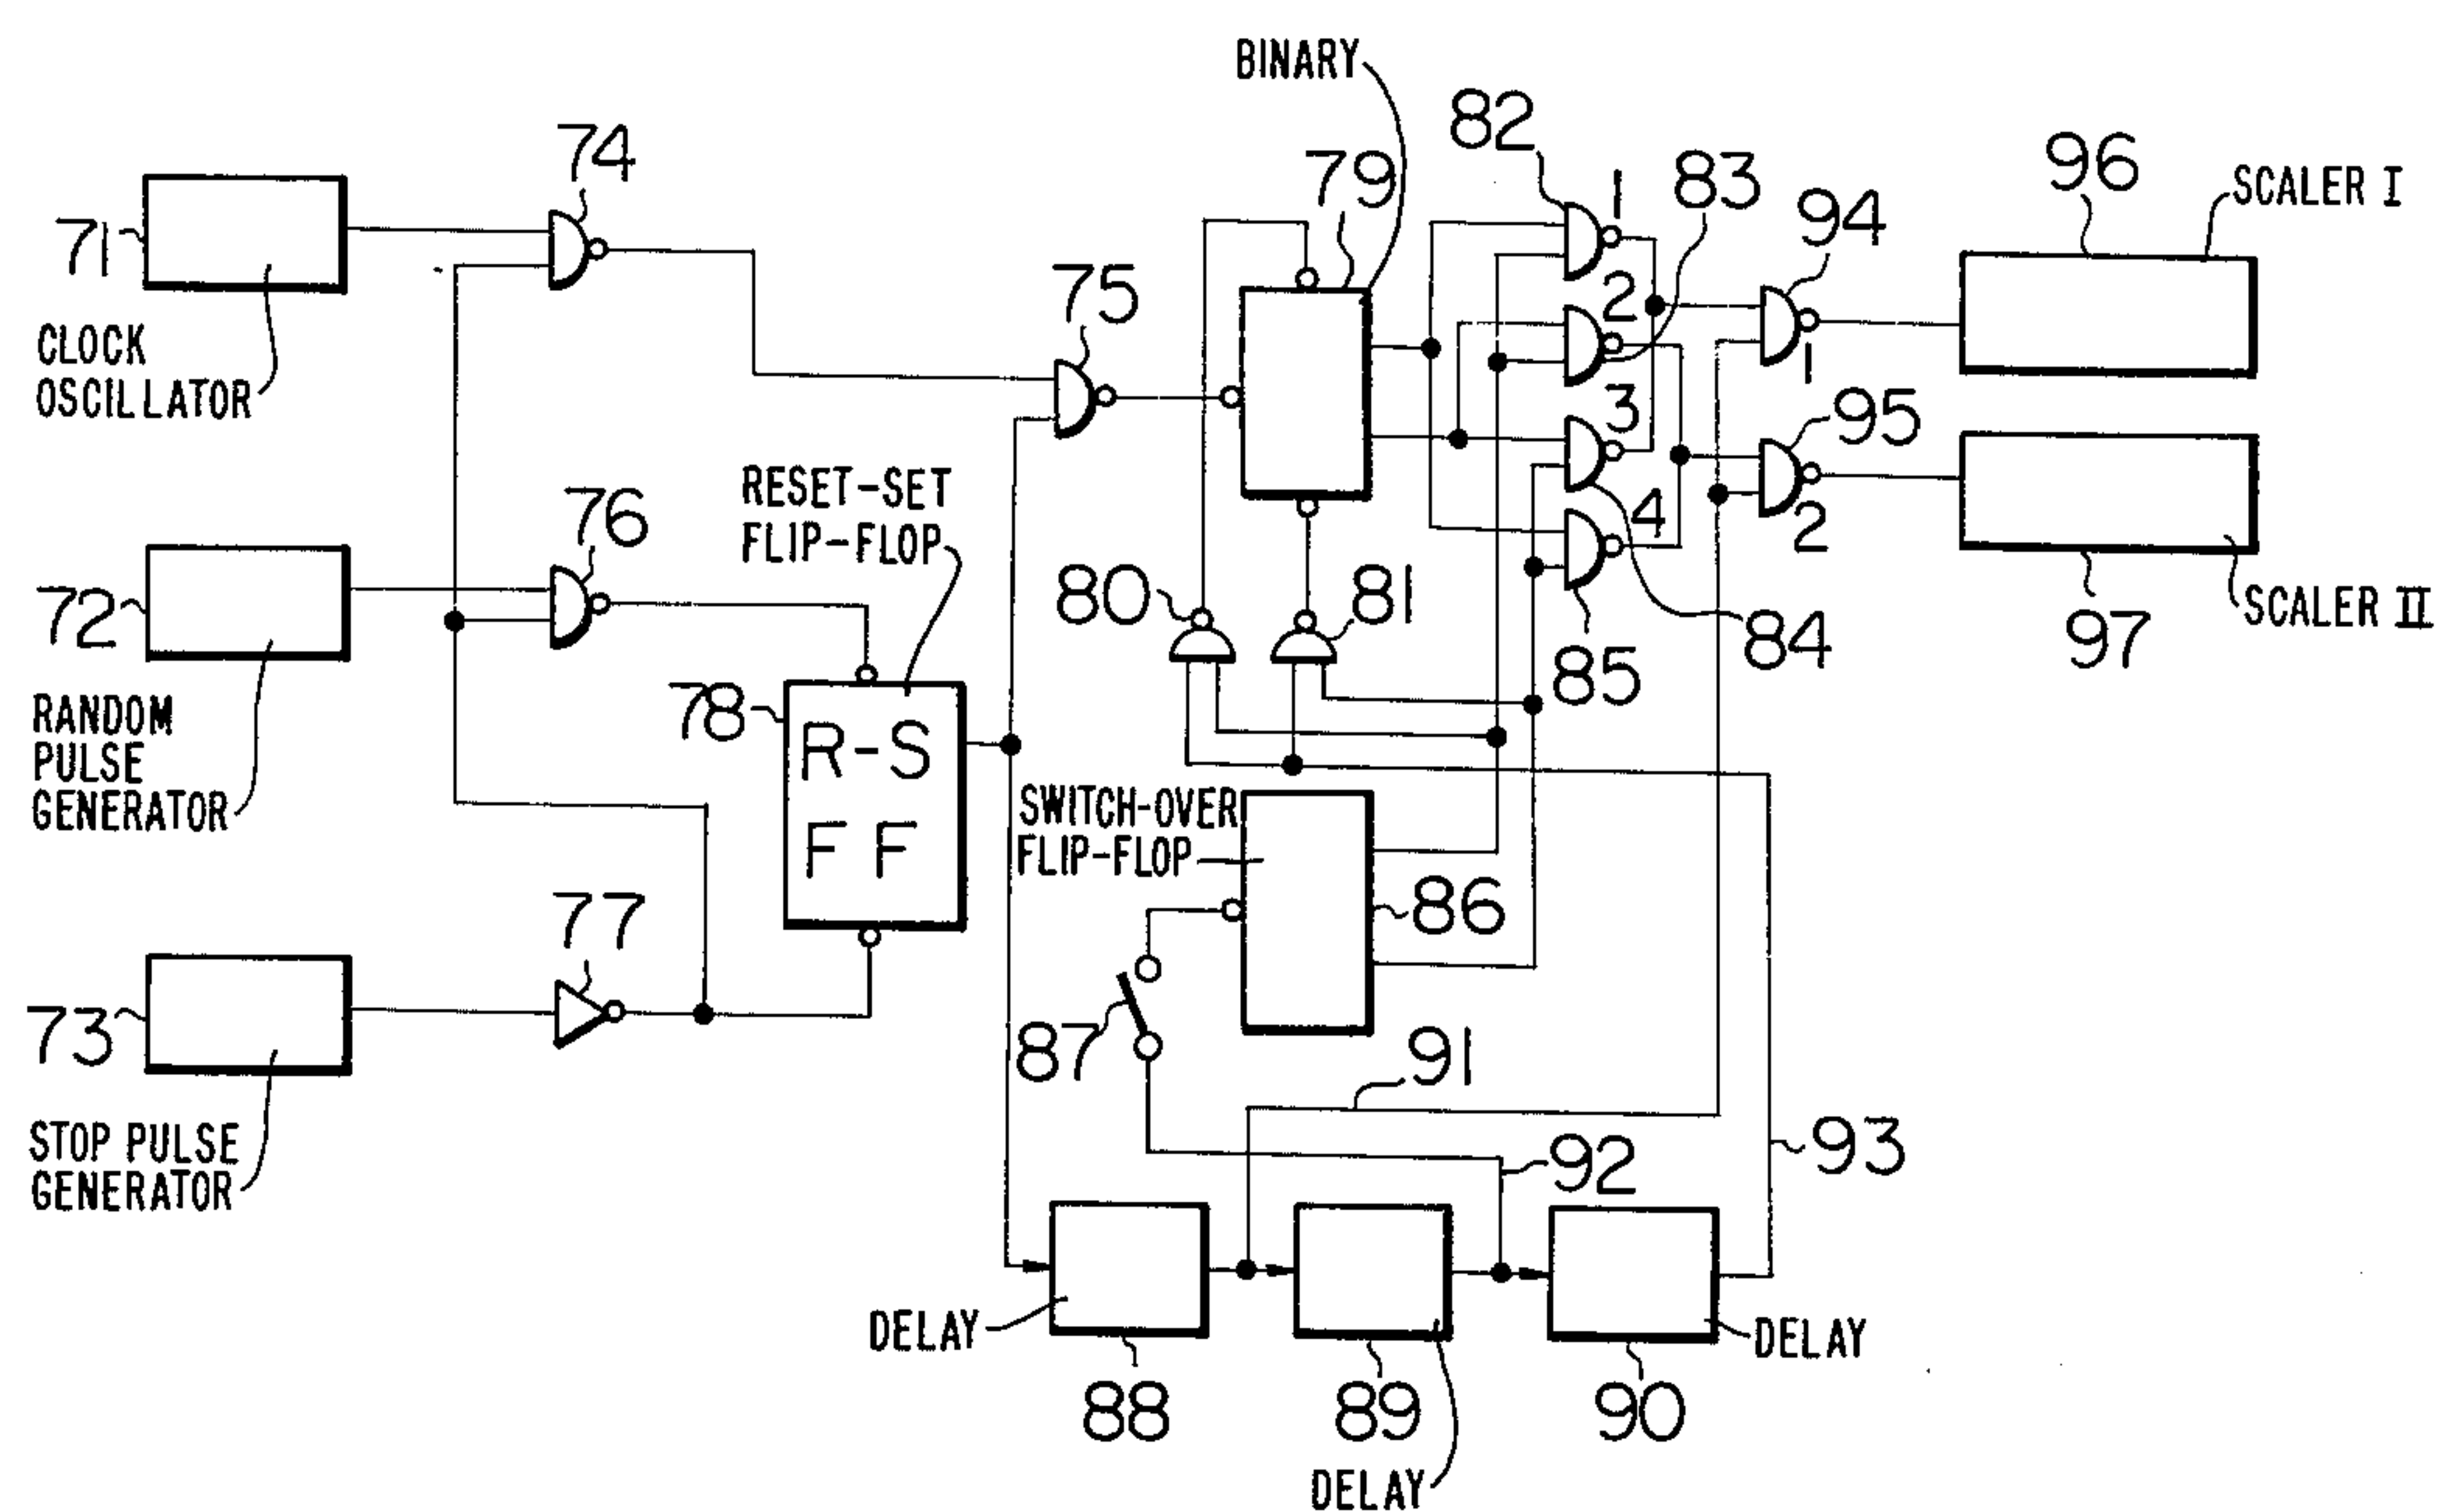 BINARY
82
74
1
83
96
SCALER I
79
94
71
2
75
1
CLOCK
OSCILLATOR
3
95
RESET-SET
FLIP-FLOP
76
4
2
80
81
72
84
SCALER II
97
85
78
RANDOM
PULSE
GENERATOR
R-S
FF
SWITCH-OVER
FLIP-FLOP
77
86
73
87
91
STOP PULSE
GENERATOR
92
93
DELAY
DELAY
88
89
90
DELAY